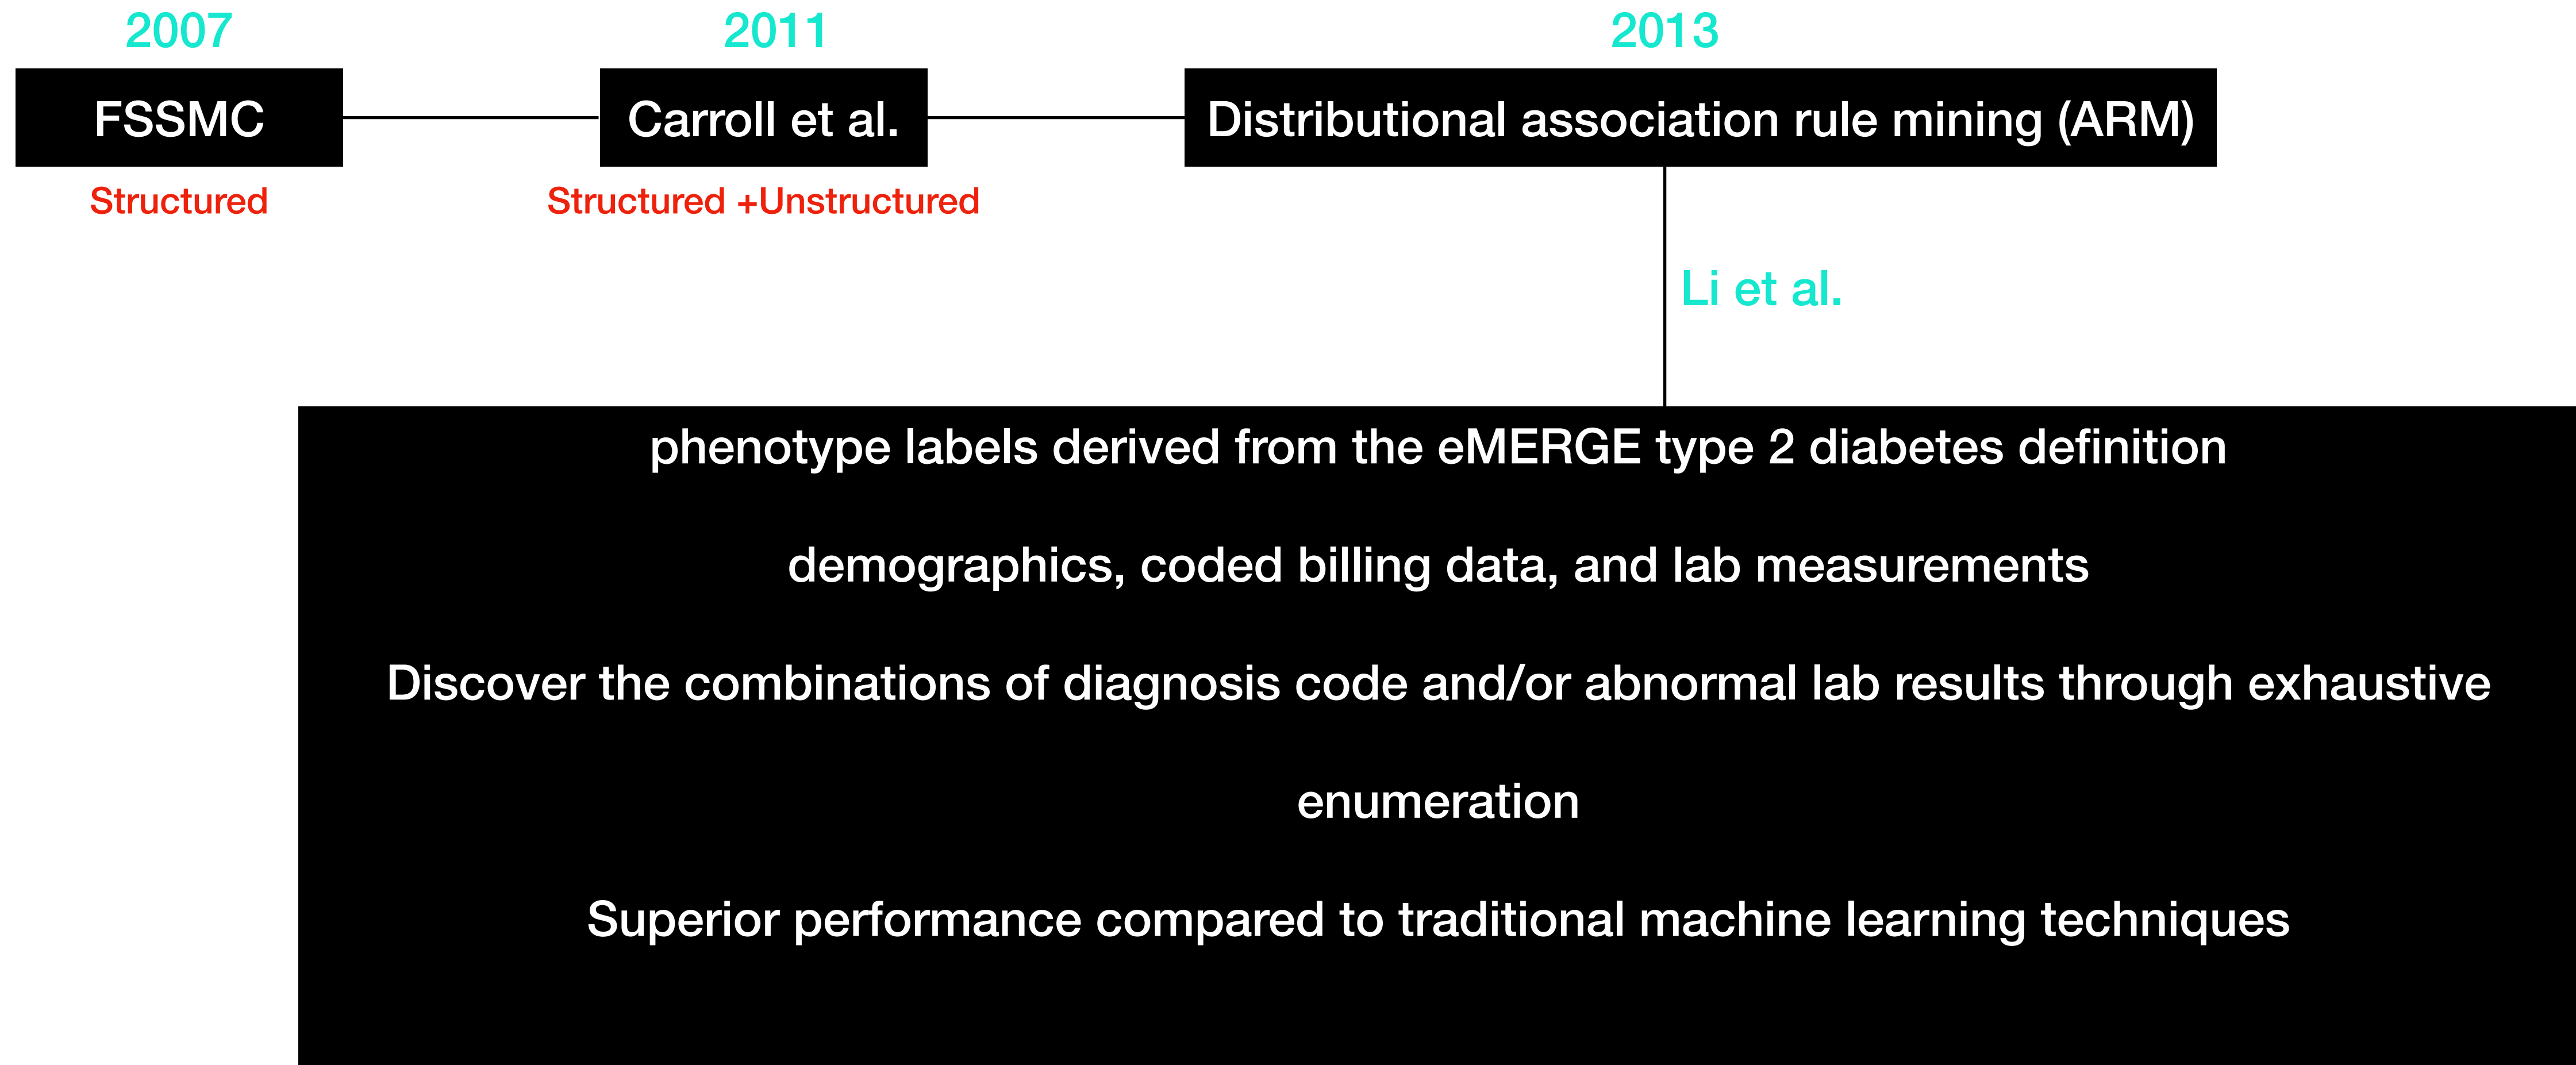 2007
2011
2013
FSSMC
Carroll et al.
Distributional association rule mining (ARM)
Structured
Structured +Unstructured
Li et al.
phenotype labels derived from the eMERGE type 2 diabetes definition
demographics, coded billing data, and lab measurements
Discover the combinations of diagnosis code and/or abnormal lab results through exhaustive
enumeration
Superior performance compared to traditional machine learning techniques